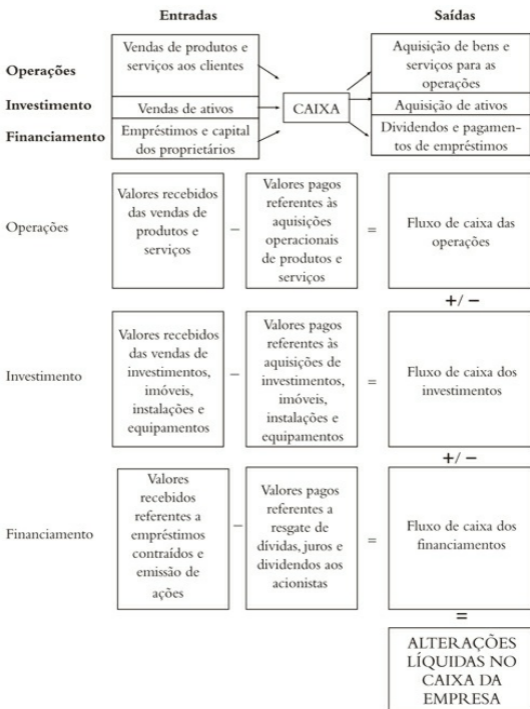 Entradas
Saídas
Operações
Vendas de produtos e
serviços aos clientes
Aquisição de bens e
serviços para as
operações
Investimento
Vendas de ativos
CAIXA
Aquisição de ativos
Financiamento
Empréstimos e capital
dos proprietários
Dividendos e pagamen-
tos de empréstimos
Operações
Valores recebidos
das vendas de
produtos e
serviços
–
Valores pagos
referentes às
aquisições
operacionais
de produtos e
serviços
=
Fluxo de caixa das
operações
+/ –
Investimento
Valores recebidos
das vendas de
investimentos,
imóveis,
instalações e
equipamentos
–
Valores pagos
referentes às
aquisições de
investimentos,
imóveis,
instalações e
equipamentos
=
Fluxo de caixa dos
investimentos
+/ –
Financiamento
Valores
recebidos
referentes a
empréstimos
contraídos e
emissão de
ações
–
Valores pagos
referentes a
resgate de
dívidas, juros e
dividendos aos
acionistas
=
Fluxo de caixa dos
financiamentos
=
ALTERAÇÕES
LÍQUIDAS NO
CAIXA DA
EMPRESA